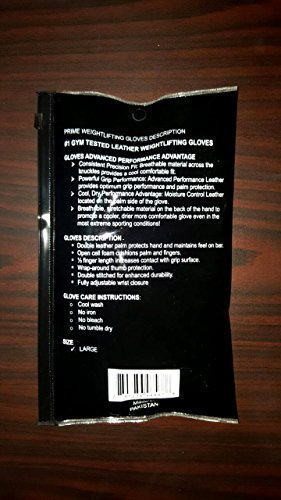 PRIME WEIGHTLIFTING GLOVES DESCRIPTION
#1 GYM TESTED LEATHER WEIGHTLIFTING GLOVES
GLOVES ADVANCED PERFORMANCE ADVANTAGE
➢ Consistent Precision Fit: Breathable material across the
knuckles provides a cool comfortable fit.
➢ Powerful Grip Performance: Advanced Performance Leather
provides optimum grip performance and palm protection.
➢ Cool, Dry Performance Advantage: Moisture Control Leather
located on the palm side of the glove.
➢ Breathable, stretchable material on the back of the hand to
promote a cooler, drier more comfortable glove even in the
most extreme sporting conditions!
GLOVES DESCRIPTION -
• Double leather palm protects hand and maintains feel on bar.
• Open cell foam cushions palm and fingers.
• ½ finger length increases contact with grip surface.
• Wrap-around thumb protection.
• Double stitched for enhanced durability.
• Fully adjustable wrist closure
GLOVE CARE INSTRUCTIONS:
○ Cool wash
○ No iron
○ No bleach
○ No tumble dry
SIZE
✓ LARGE
PAKISTAN